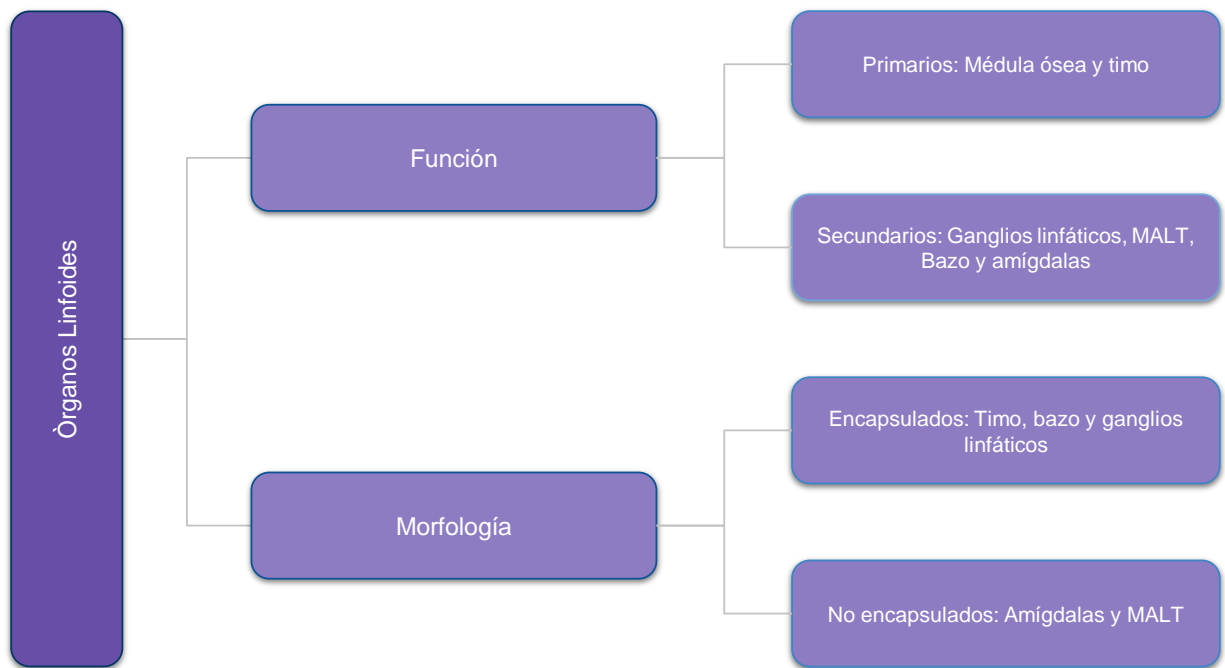 Òrganos Linfoides
Función
Primarios: Médula ósea y timo
Secundarios: Ganglios linfáticos, MALT,
Bazo y amígdalas
Morfología
Encapsulados: Timo, bazo y ganglios
linfáticos
No encapsulados: Amígdalas y MALT